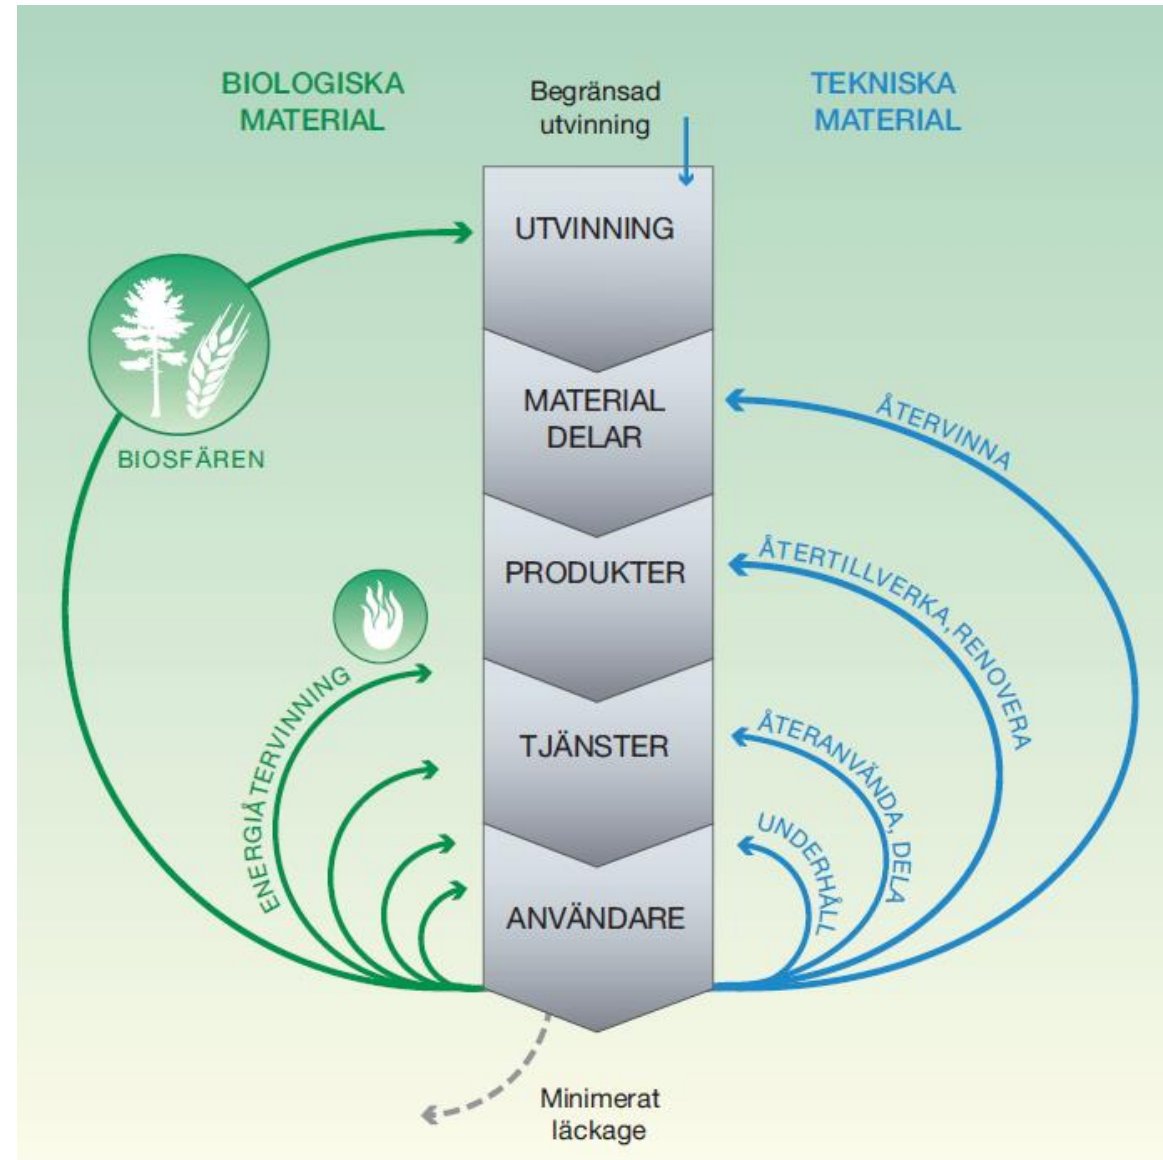 BIOLOGISKA
MATERIAL
Begränsad
utvinning
TEKNISKA
MATERIAL
UTVINNING
MATERIAL
DELAR
PRODUKTER
TJÄNSTER
ANVÄNDARE
BIOSFÄREN
ENERGIÅTERVINNING
ÅTERVINNA
ÅTERTILLVERKA, RENOVERA
ÅTERANVÄNDA, DELA
UNDERHÅLL
Minimerat
läckage